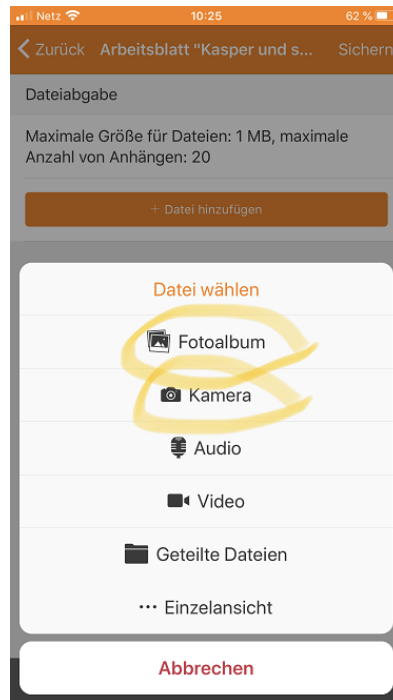 Netz 10:25 62 %
Zurück Arbeitsblatt "Kasper und s... Sichern
Dateiabgabe
Maximale Größe für Dateien: 1 MB, maximale
Anzahl von Anhängen: 20
+ Datei hinzufügen
Datei wählen
Fotoalbum
Kamera
Audio
Video
Geteilte Dateien
... Einzelansicht
Abbrechen